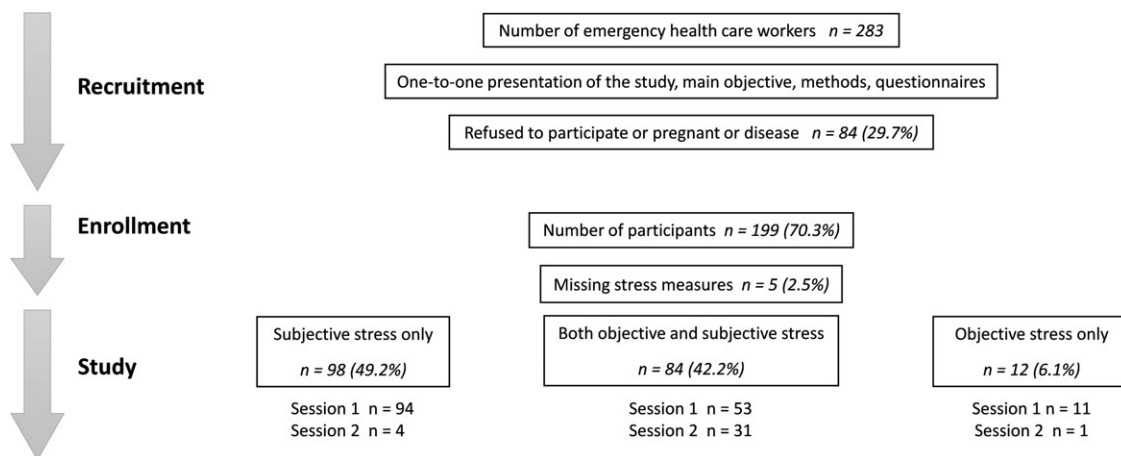 Number of emergency health care workers n = 283
Recruitment
One-to-one presentation of the study, main objective, methods, questionnaires
Refused to participate or pregnant or disease n = 84 (29.7%)
Enrollment
Number of participants n = 199 (70.3%)
Missing stress measures n = 5 (2.5%)
Study
Subjective stress only
n = 98 (49.2%)
Session 1 n = 94
Session 2 n = 4
Both objective and subjective stress
n = 84 (42.2%)
Session 1 n = 53
Session 2 n = 31
Objective stress only
n = 12 (6.1%)
Session 1 n = 11
Session 2 n = 1